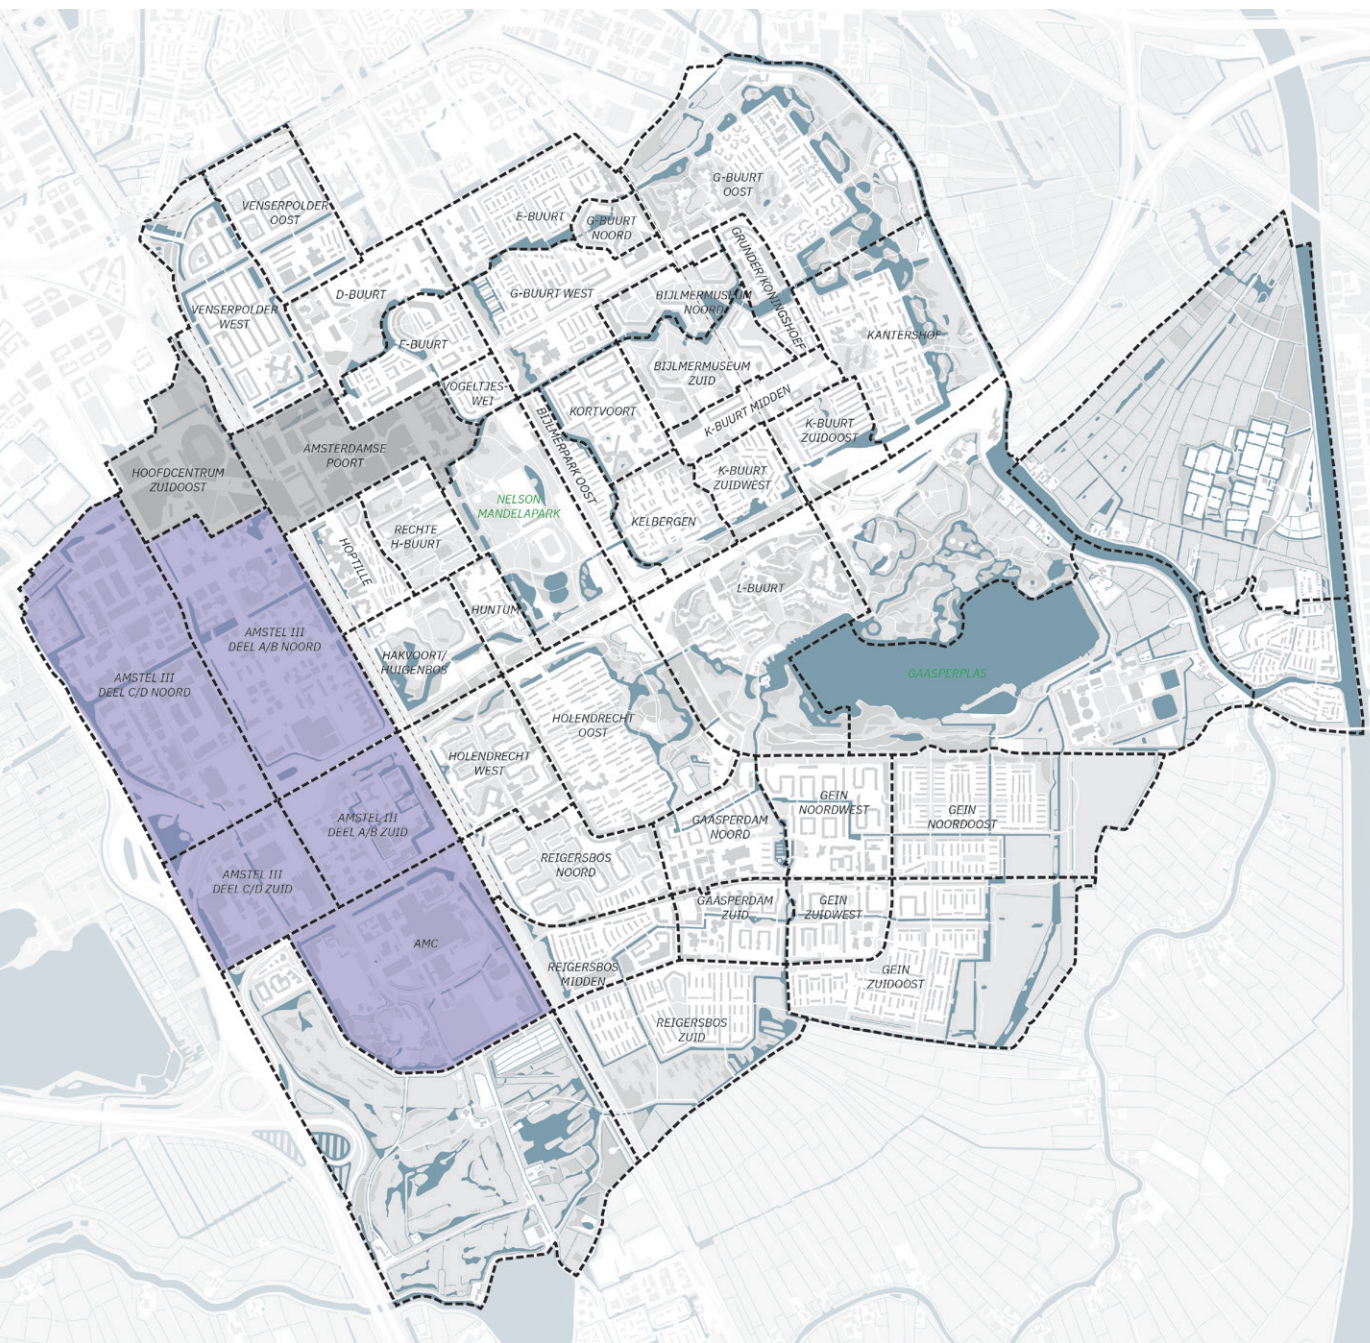 VENSERPOLDER
OOST
VENSERPOLDER
WEST
D-BUURT
E-BUURT
G-BUURT
NOORD
G-BUURT
OOST
G-BUURT WEST
BIJLMERMUSEUM
NOORD
GRUNDER/KONINGSHOEF
KANTERSHOF
F-BUURT
VOGELTJES-
WEI
BIJLMERMUSEUM
ZUID
K-BUURT MIDDEN
KORTVOORT
BIJLMERPARK OOST
K-BUURT
ZUIDOOST
K-BUURT
ZUIDWEST
KELBERGEN
HOOFDCENTRUM
ZUIDOOST
AMSTERDAMSE
POORT
NELSON
MANDELAPARK
RECHTE
H-BUURT
HOPTILLE
HUNTUM
HAKVOORT/
HUIGENBOS
L-BUURT
GAASPERPLAS
AMSTEL III
DEEL A/B NOORD
AMSTEL III
DEEL C/D NOORD
HOLENDRECHT
OOST
HOLENDRECHT
WEST
AMSTEL III
DEEL A/B ZUID
AMSTEL III
DEEL C/D ZUID
AMC
REIGERSBOS
NOORD
GAASPERDAM
NOORD
GEIN
NOORDWEST
GEIN
NOORDOOST
GAASPERDAM
ZUID
GEIN
ZUIDWEST
REIGERSBOS
MIDDEN
GEIN
ZUIDOOST
REIGERSBOS
ZUID